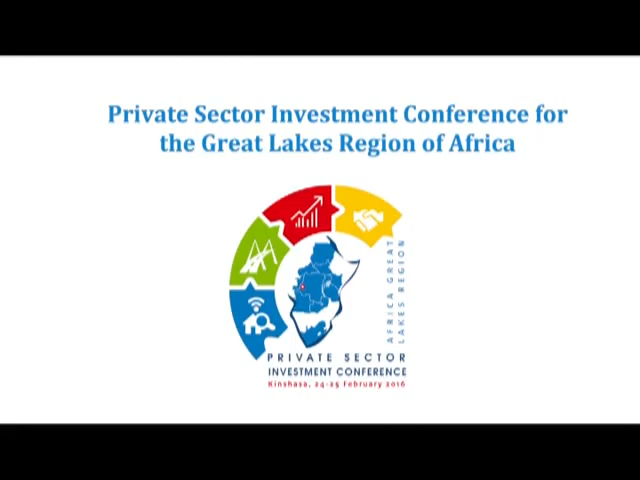 Private Sector Investment Conference for
the Great Lakes Region of Africa
AFRICA GREAT
LAKES REGION
PRIVATE SECTOR
INVESTMENT CONFERENCE
Kinshasa, 24-25 February 2016